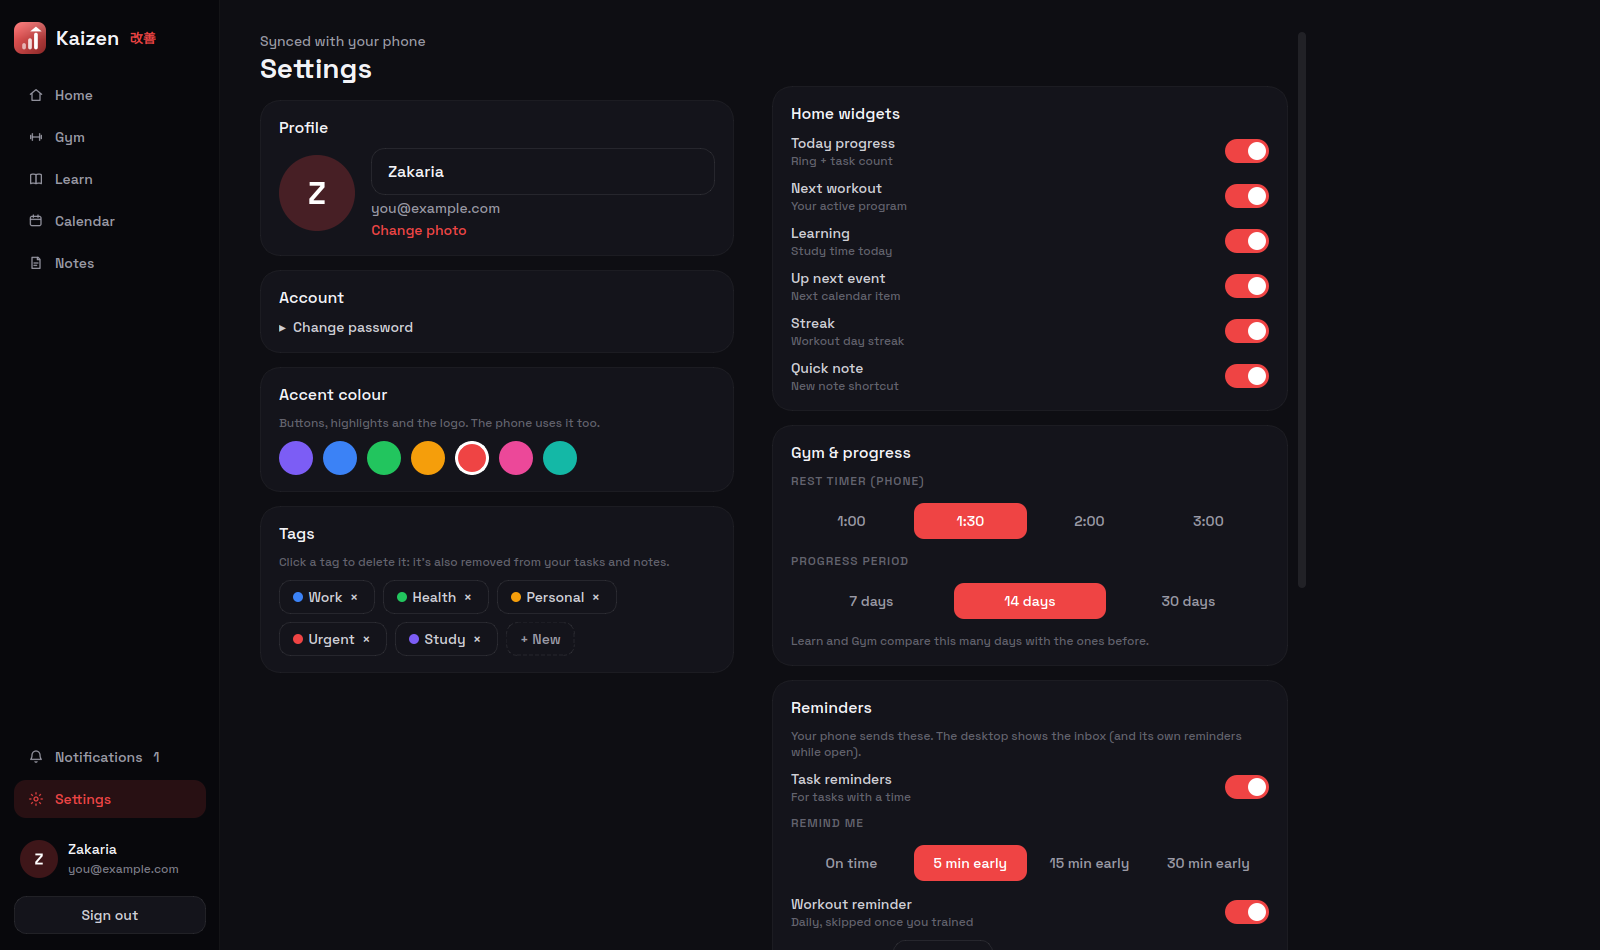 Kaizen 改善
Home
Gym
Learn
Calendar
Notes
Notifications 1
Settings
Z
Zakaria
you@example.com
Sign out
Synced with your phone
Settings
Profile
Z
Zakaria
you@example.com
Change photo
Account
▸ Change password
Accent colour
Buttons, highlights and the logo. The phone uses it too.
Tags
Click a tag to delete it: it's also removed from your tasks and notes.
Work × Health × Personal ×
Urgent × Study × + New
Home widgets
Today progress
Ring + task count
Next workout
Your active program
Learning
Study time today
Up next event
Next calendar item
Streak
Workout day streak
Quick note
New note shortcut
Gym & progress
REST TIMER (PHONE)
1:00 1:30 2:00 3:00
PROGRESS PERIOD
7 days 14 days 30 days
Learn and Gym compare this many days with the ones before.
Reminders
Your phone sends these. The desktop shows the inbox (and its own reminders
while open).
Task reminders
For tasks with a time
REMIND ME
On time 5 min early 15 min early 30 min early
Workout reminder
Daily, skipped once you trained